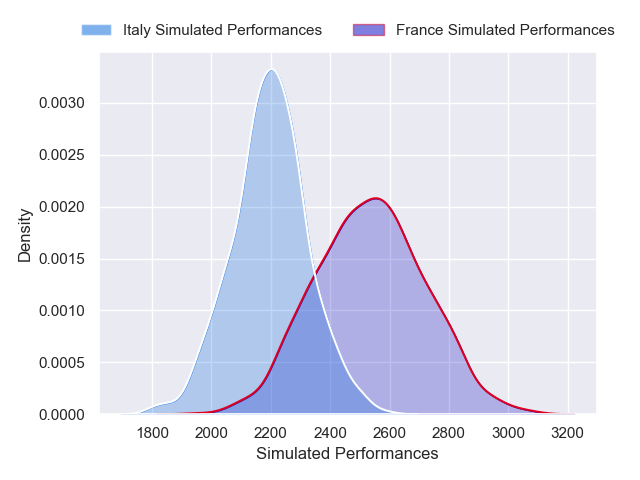 Italy Simulated Performances France Simulated Performances
0.0030
0.0025
0.0020
0.0015
0.0010
0.0005
0.0000
Density
1800 2000 2200 2400 2600 2800 3000 3200
Simulated Performances